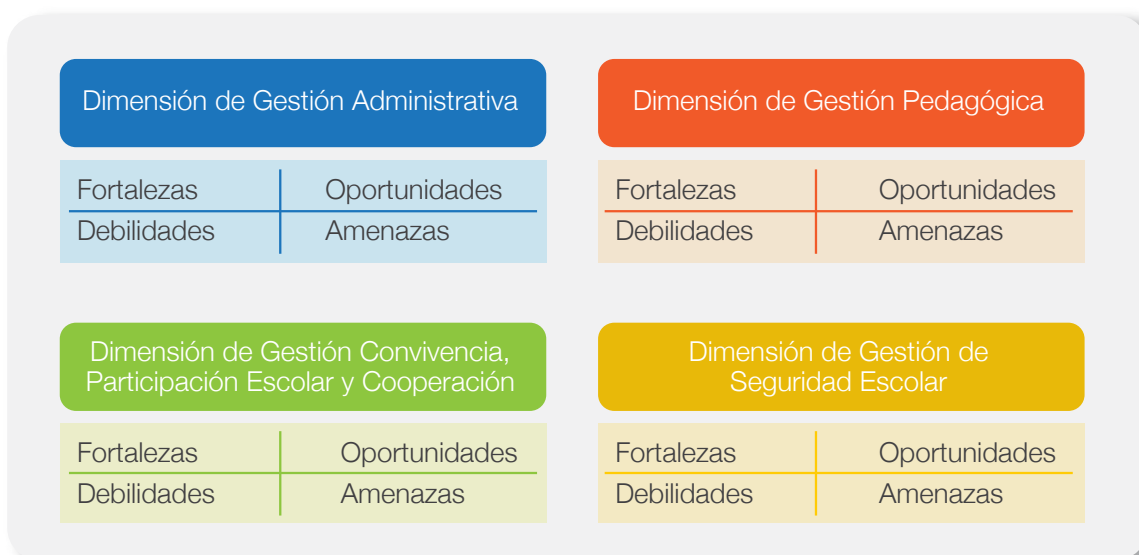 Dimensión de Gestión Administrativa
Fortalezas Oportunidades
Debilidades Amenazas
Dimensión de Gestión Pedagógica
Fortalezas Oportunidades
Debilidades Amenazas
Dimensión de Gestión Convivencia,
Participación Escolar y Cooperación
Fortalezas Oportunidades
Debilidades Amenazas
Dimensión de Gestión de
Seguridad Escolar
Fortalezas Oportunidades
Debilidades Amenazas